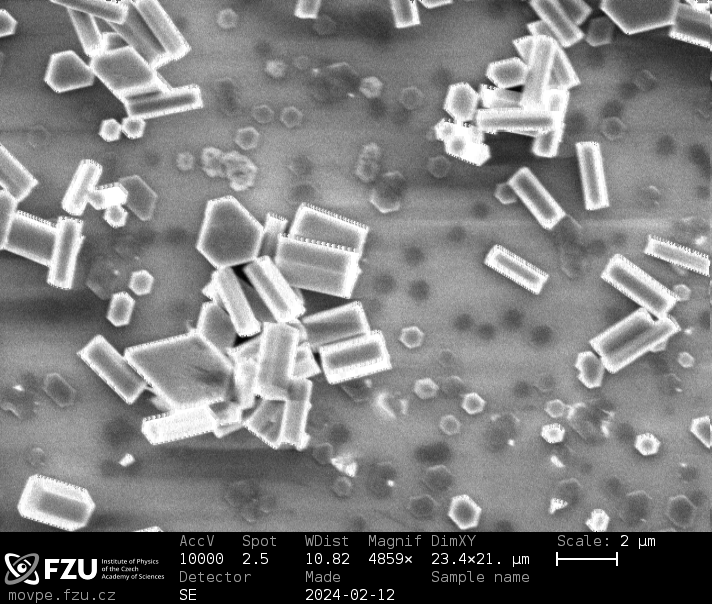 AccV Spot WDist Magnif DimXY Scale: 2 µm
10000 2.5 10.82 4859× 23.4×21. µm
Detector Made Sample name
SE 2024-02-12
FZU Institute of Physics
of the Czech
Academy of Sciences
movpe.fzu.cz